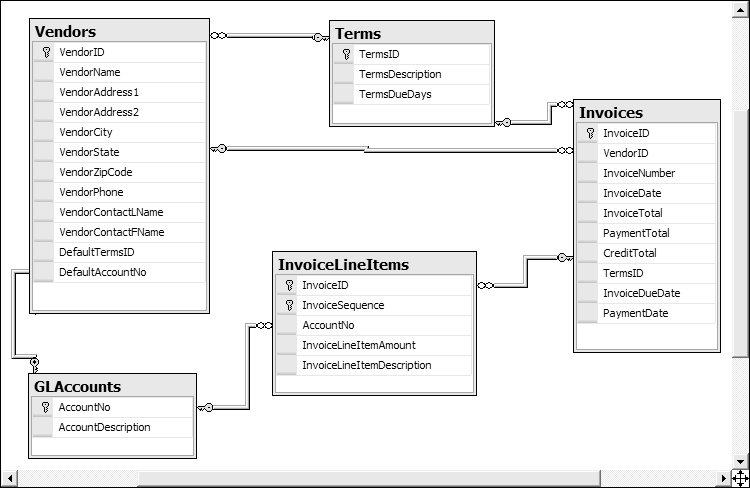 Vendors
VendorID
VendorName
VendorAddress1
VendorAddress2
VendorCity
VendorState
VendorZipCode
VendorPhone
VendorContactLName
VendorContactFName
DefaultTermsID
DefaultAccountNo
Terms
TermsID
TermsDescription
TermsDueDays
Invoices
InvoiceID
VendorID
InvoiceNumber
InvoiceDate
InvoiceTotal
PaymentTotal
CreditTotal
TermsID
InvoiceDueDate
PaymentDate
InvoiceLineItems
InvoiceID
InvoiceSequence
AccountNo
InvoiceLineItemAmount
InvoiceLineItemDescription
GLAccounts
AccountNo
AccountDescription